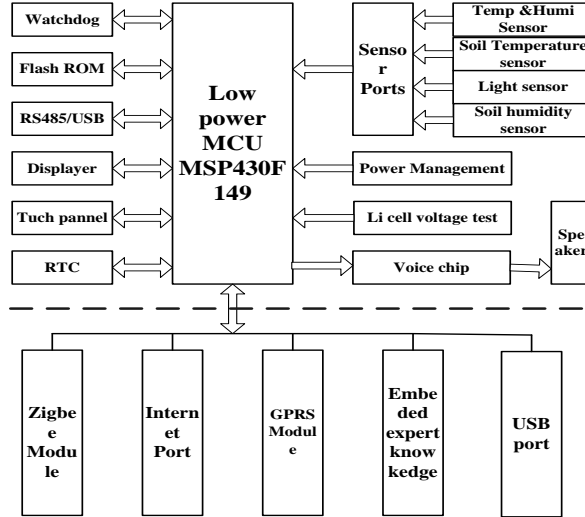 Watchdog
Flash ROM
RS485/USB
Displayer
Tuch pannel
RTC
Low
power
MCU
MSP430F
149
Senso
r
Ports
Temp &Humi
Sensor
Soil Temperature
sensor
Light sensor
Soil humidity
sensor
Power Management
Li cell voltage test
Voice chip
Spe
aker
Zigbe
e
Modu
le
Intern
et
Port
GPRS
Modul
e
Embe
ded
expert
know
kedge
USB
port